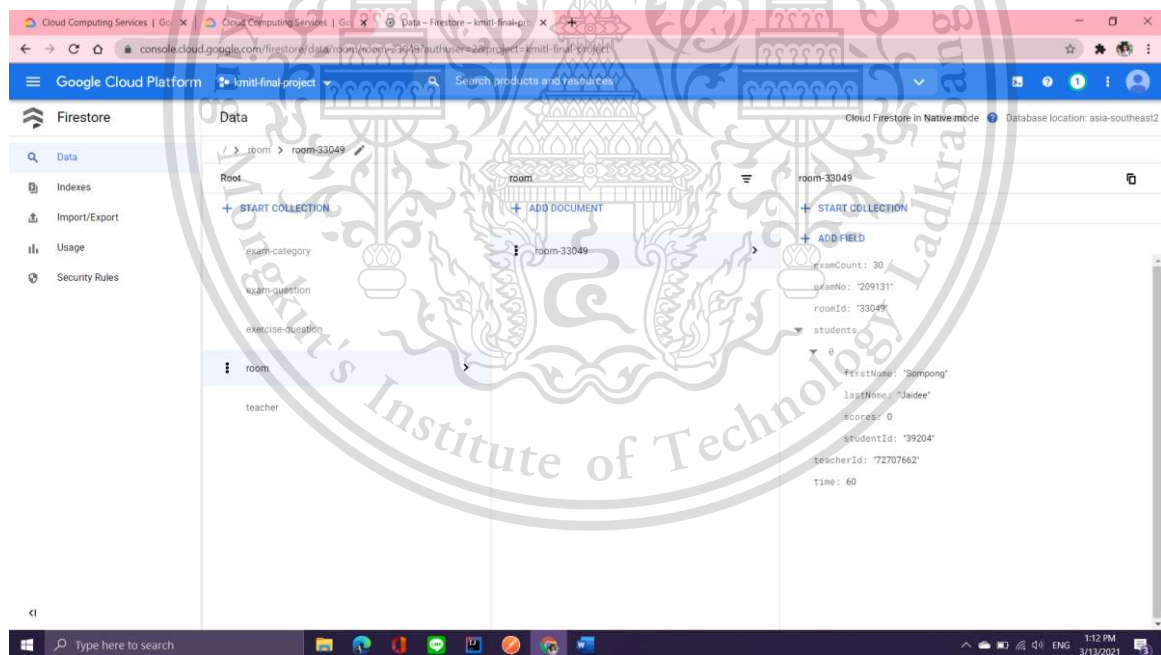 Cloud Computing Services | Go
Cloud Computing Services | Go
Data – Firestore – kmitl-final-pro
console.cloud.google.com/firestore/data/room/room-33049?authuser=2&project=kmitl-final-project
Google Cloud Platform
kmitl-final-project
Search products and resources
1
Firestore
Data
Cloud Firestore in Native mode
Database location: asia-southeast2
Data
Indexes
Import/Export
Usage
Security Rules
/ > room > room-33049
Root
+ START COLLECTION
exam-category
exam-question
exercise-question
room
teacher
room
+ ADD DOCUMENT
room-33049
room-33049
+ START COLLECTION
+ ADD FIELD
examCount: 30
examNo: "209131"
roomId: "33049"
students
0
firstName: "Sompong"
lastName: "Jaidee"
scores: 0
studentId: "39204"
teacherId: "72707662"
time: 60
Institute of Technology Ladkrabang
Type here to search
ENG
1:12 PM
3/13/2021
3